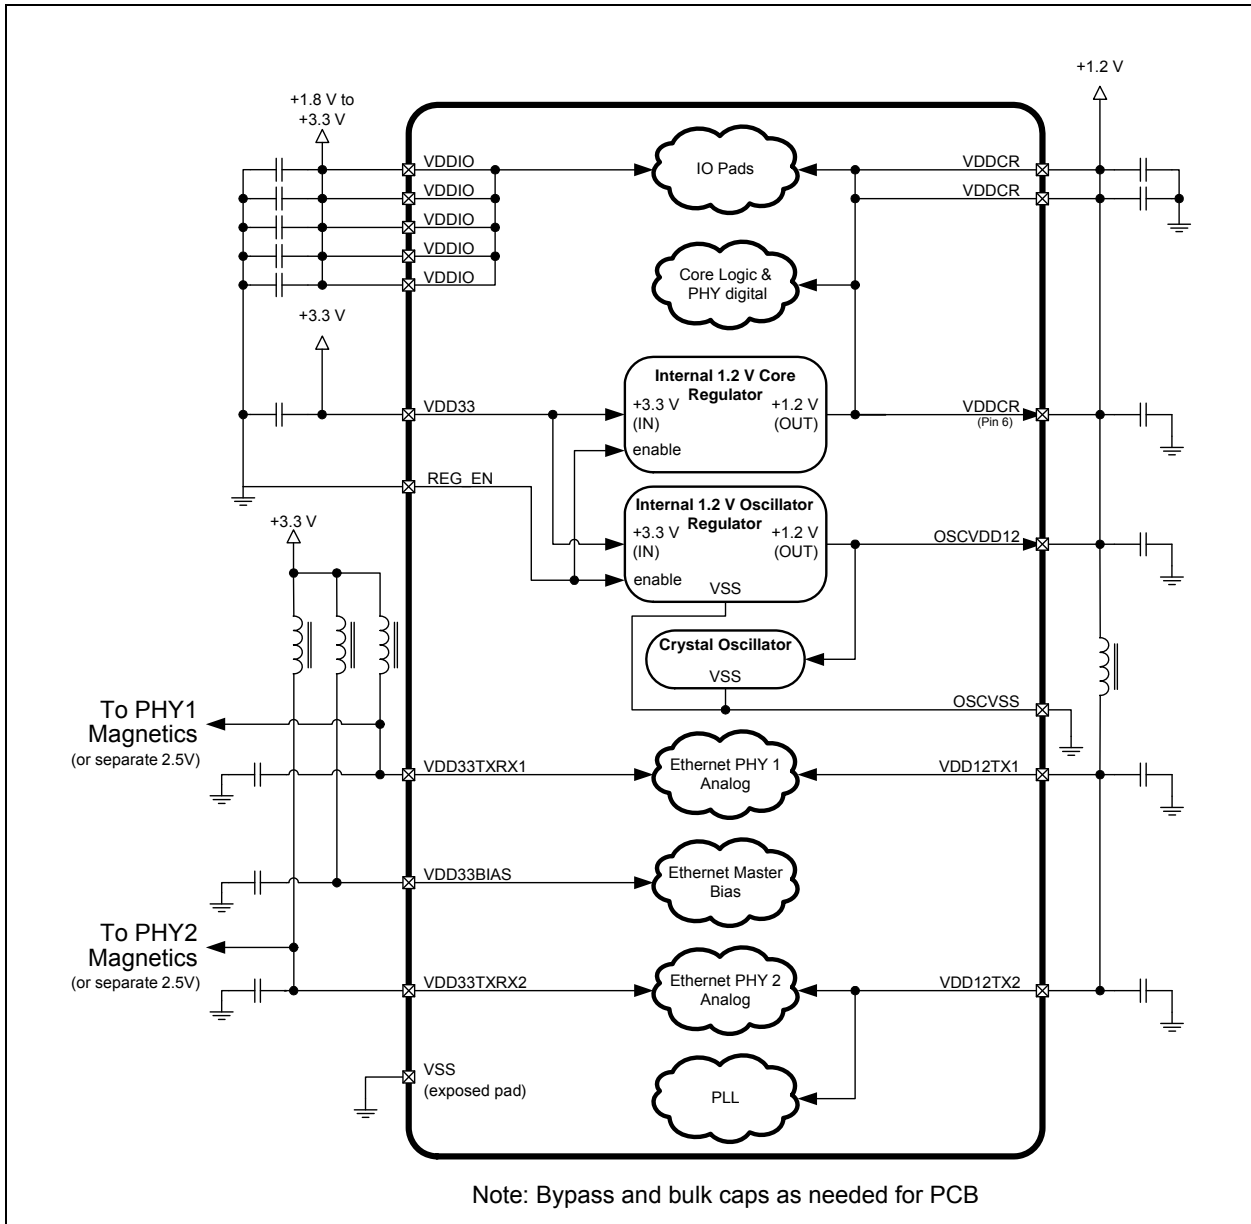 +1.2 V
+1.8 V to
+3.3 V
VDDIO
VDDIO
VDDIO
VDDIO
VDDIO
IO Pads
VDDCR
VDDCR
Core Logic &
PHY digital
+3.3 V
VDD33
Internal 1.2 V Core
Regulator
+3.3 V
(IN)
+1.2 V
(OUT)
enable
VDDCR
(Pin 6)
REG_EN
Internal 1.2 V Oscillator
Regulator
+3.3 V
(IN)
+1.2 V
(OUT)
enable
VSS
OSCVDD12
+3.3 V
Crystal Oscillator
VSS
OSCVSS
To PHY1
Magnetics
(or separate 2.5V)
VDD33TXRX1
Ethernet PHY 1
Analog
VDD12TX1
VDD33BIAS
Ethernet Master
Bias
To PHY2
Magnetics
(or separate 2.5V)
VDD33TXRX2
Ethernet PHY 2
Analog
VDD12TX2
VSS
(exposed pad)
PLL
Note: Bypass and bulk caps as needed for PCB